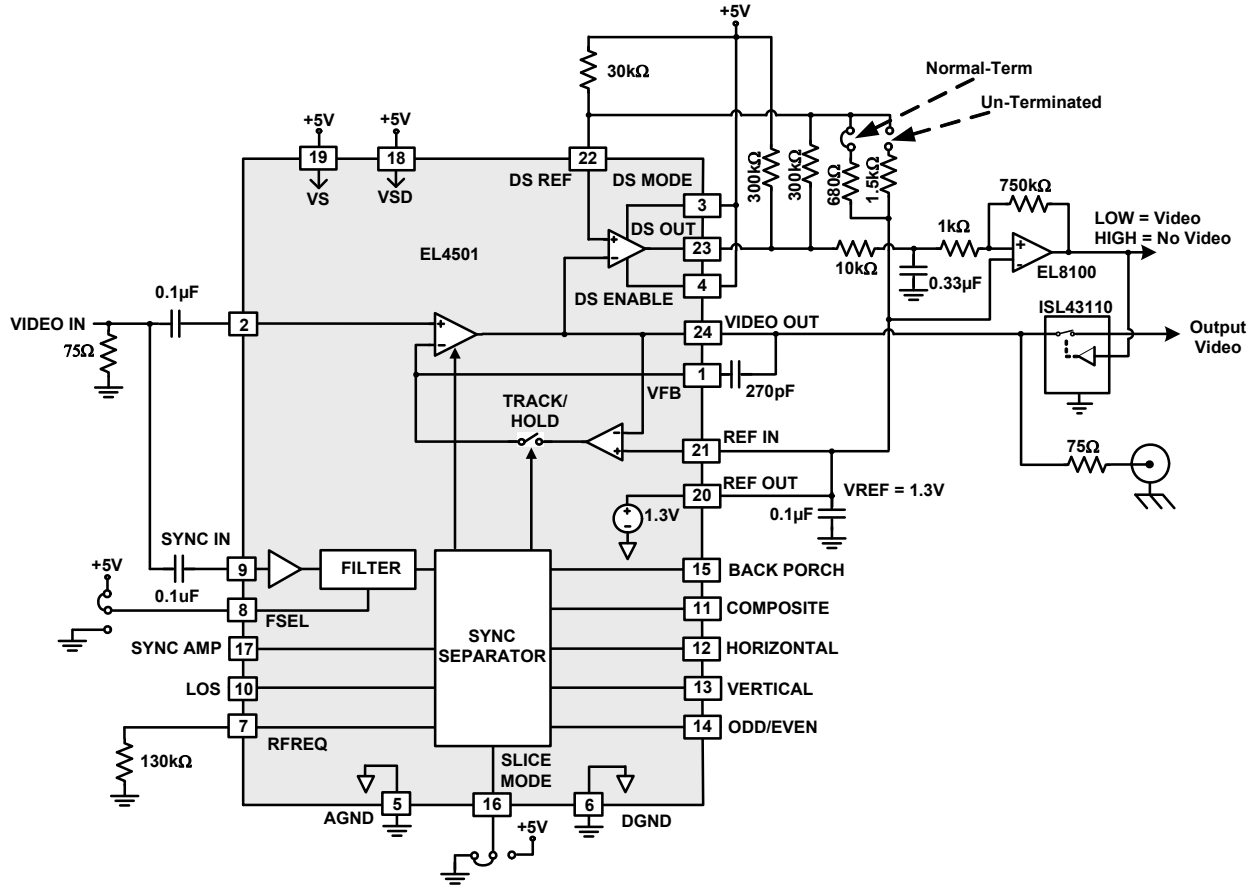 +5V
30kΩ
Normal-Term
Un-Terminated
+5V
+5V
19
18
22
VS
VSD
DS REF
DS MODE
3
DS OUT
23
EL4501
4
DS ENABLE
300kΩ
300kΩ
680Ω
1.5kΩ
750kΩ
1kΩ
10kΩ
0.33µF
EL8100
LOW = Video
HIGH = No Video
ISL43110
Output
Video
0.1µF
VIDEO IN
75Ω
2
24
VIDEO OUT
1
VFB
270pF
TRACK/
HOLD
21
REF IN
20
REF OUT
VREF = 1.3V
1.3V
0.1µF
75Ω
SYNC IN
9
FILTER
0.1uF
+5V
8
FSEL
SYNC AMP
17
LOS
10
7
RFREQ
130kΩ
SYNC
SEPARATOR
15
BACK PORCH
11
COMPOSITE
12
HORIZONTAL
13
VERTICAL
14
ODD/EVEN
SLICE
MODE
AGND
5
16
6
DGND
+5V